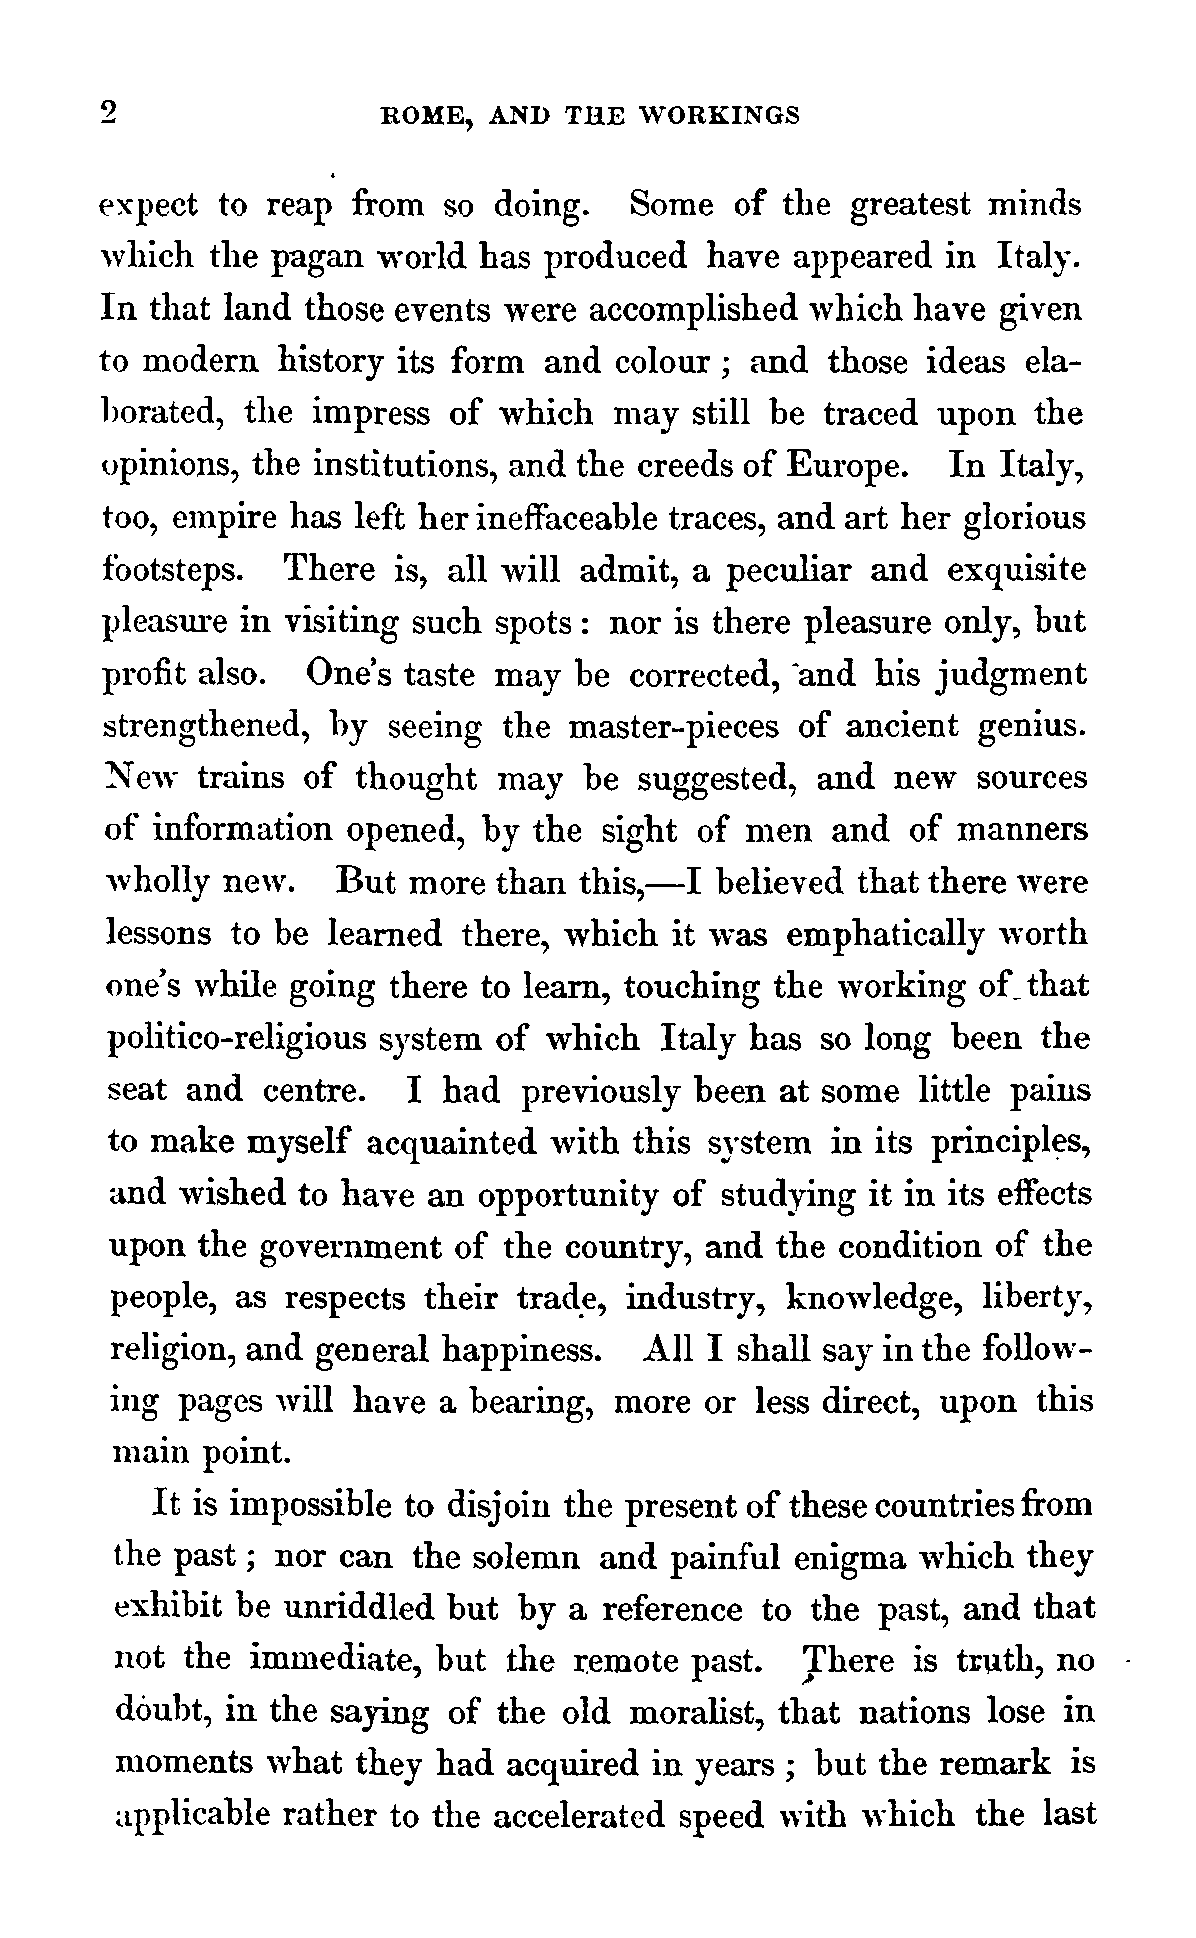 2 ROME, AND THE WORKINGS
expect to reap from so doing. Some of the greatest minds
which the pagan world has produced have appeared in Italy.
In that land those events were accomplished which have given
to modern history its form and colour ; and those ideas ela-
borated, the impress of which may still be traced upon the
opinions, the institutions, and the creeds of Europe. In Italy,
too, empire has left her ineffaceable traces, and art her glorious
footsteps. There is, all will admit, a peculiar and exquisite
pleasure in visiting such spots : nor is there pleasure only, but
profit also. One's taste may be corrected, and his judgment
strengthened, by seeing the master-pieces of ancient genius.
New trains of thought may be suggested, and new sources
of information opened, by the sight of men and of manners
wholly new. But more than this,—I believed that there were
lessons to be learned there, which it was emphatically worth
one's while going there to learn, touching the working of that
politico-religious system of which Italy has so long been the
seat and centre. I had previously been at some little pains
to make myself acquainted with this system in its principles,
and wished to have an opportunity of studying it in its effects
upon the government of the country, and the condition of the
people, as respects their trade, industry, knowledge, liberty,
religion, and general happiness. All I shall say in the follow-
ing pages will have a bearing, more or less direct, upon this
main point.
It is impossible to disjoin the present of these countries from
the past ; nor can the solemn and painful enigma which they
exhibit be unriddled but by a reference to the past, and that
not the immediate, but the remote past. There is truth, no
doubt, in the saying of the old moralist, that nations lose in
moments what they had acquired in years ; but the remark is
applicable rather to the accelerated speed with which the last